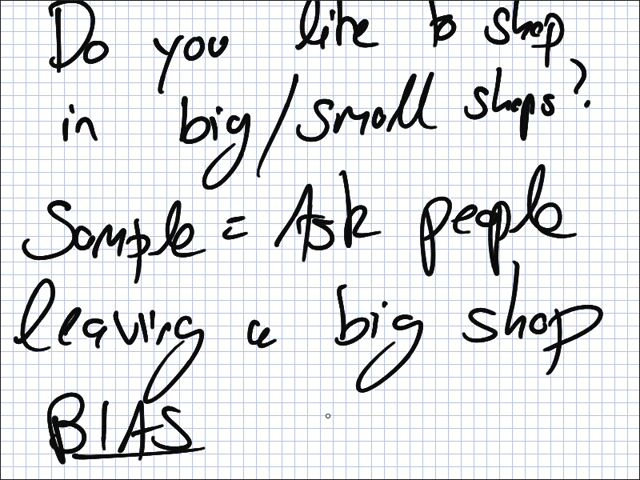 Do you like to shop
in big/small shops?
Sample = Ask people
leaving a big shop
BIAS